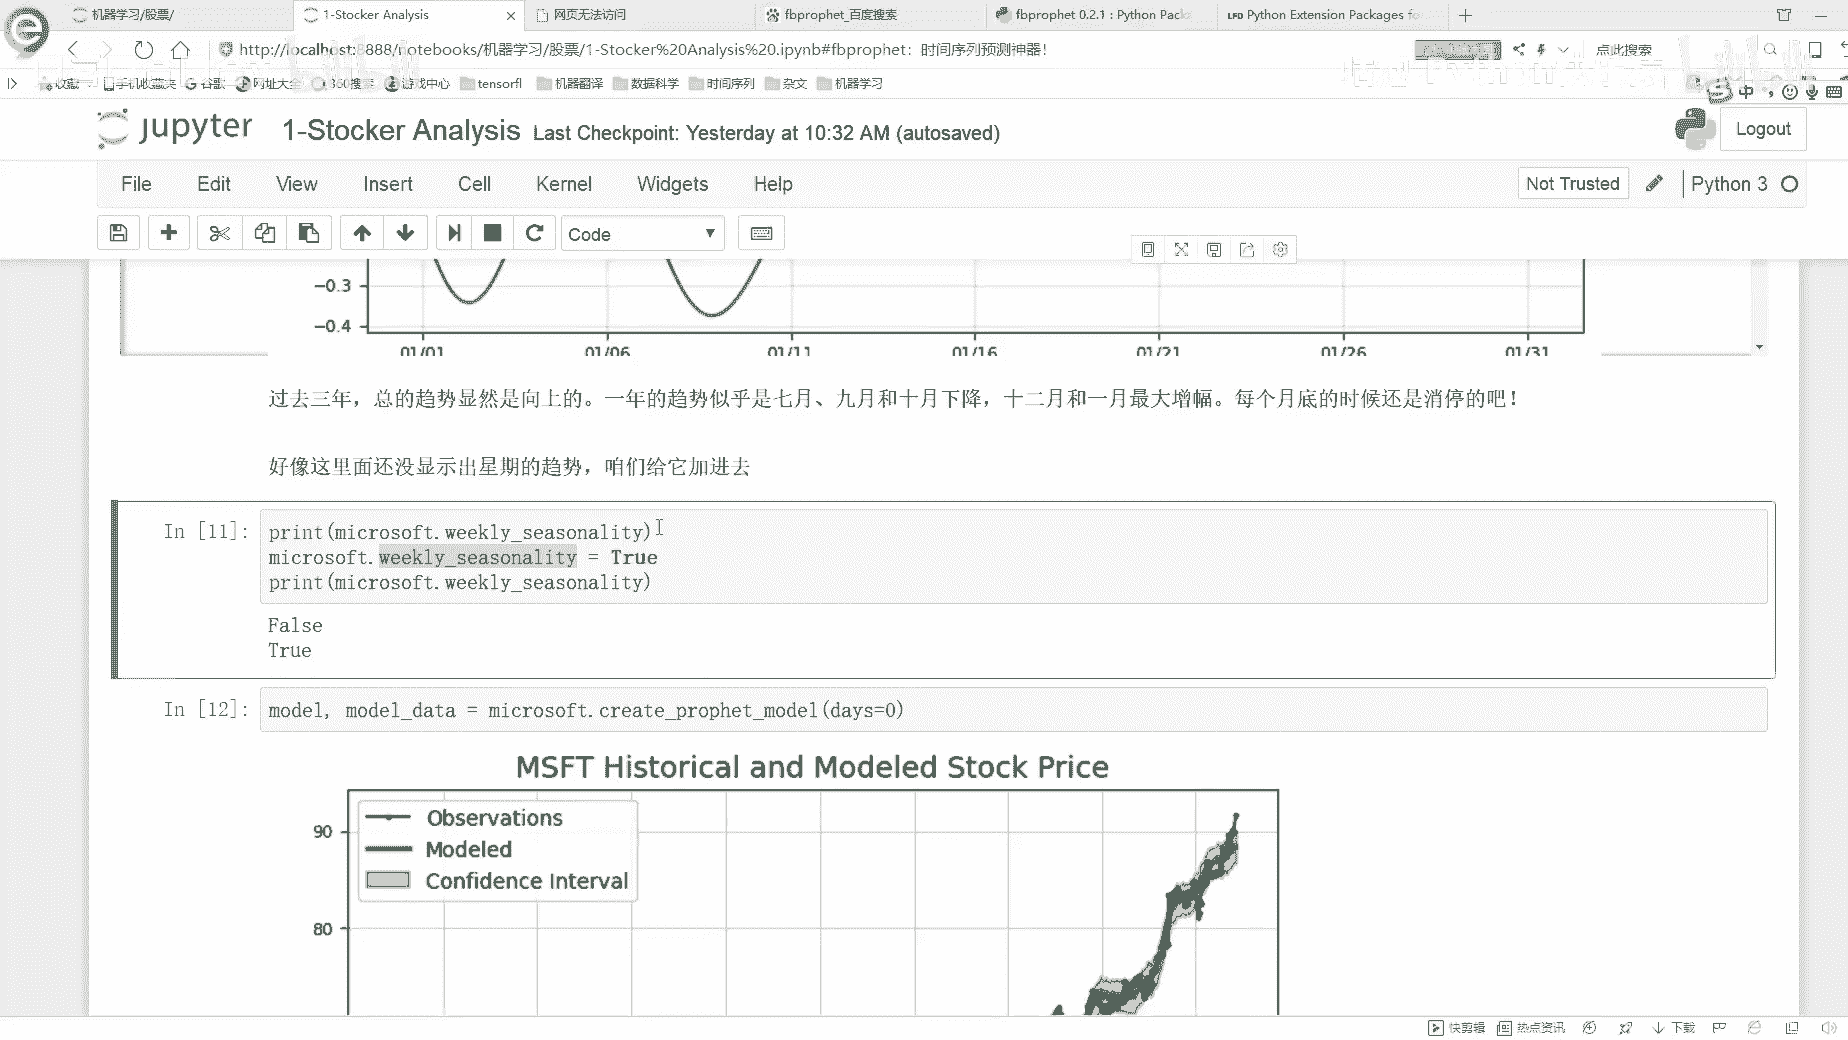 机器学习/股票/
1-Stocker Analysis
网页无法访问
fbprophet_百度搜索
fbprophet 0.2.1 : Python Pack
LFD Python Extension Packages fo
http://localhost:8888/notebooks/机器学习/股票/1-Stocker%20Analysis%20.ipynb#fbprophet：时间序列预测神器！
点此搜索
收藏
手机收藏夹
谷歌
网址大全
360搜索
游戏中心
tensorfl
机器翻译
数据科学
时间序列
杂文
机器学习
中
jupyter
1-Stocker Analysis
Last Checkpoint: Yesterday at 10:32 AM (autosaved)
Logout
File
Edit
View
Insert
Cell
Kernel
Widgets
Help
Not Trusted
Python 3
Code
−0.3
−0.4
01/01
01/06
01/11
01/16
01/21
01/26
01/31
过去三年，总的趋势显然是向上的。一年的趋势似乎是七月、九月和十月下降，十二月和一月最大增幅。每个月底的时候还是消停的吧！
好像这里面还没显示出星期的趋势，咱们给它加进去
In [11]:
print(microsoft.weekly_seasonality)
microsoft.weekly_seasonality = True
print(microsoft.weekly_seasonality)
False
True
In [12]:
model, model_data = microsoft.create_prophet_model(days=0)
MSFT Historical and Modeled Stock Price
Observations
Modeled
Confidence Interval
90
80
快剪辑
热点资讯
下载